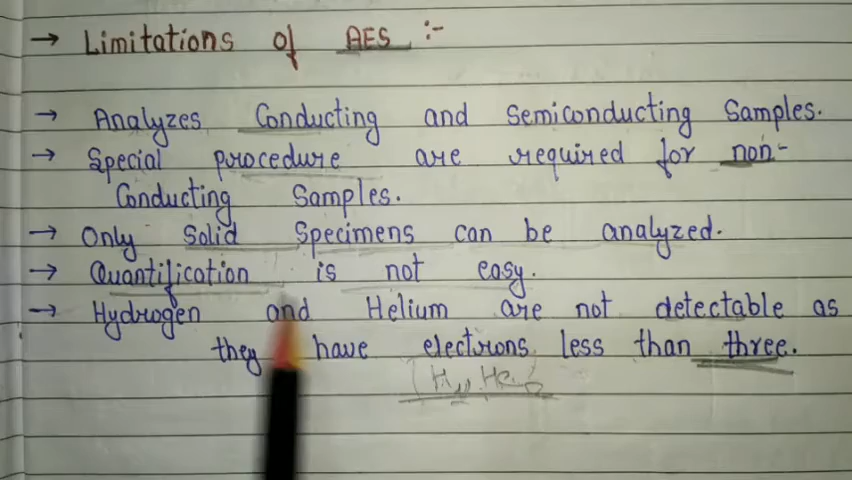 → Limitations of AES :-
→ Analyzes Conducting and Semiconducting Samples.
→ Special procedure are required for non-
Conducting Samples.
→ Only Solid Specimens can be analyzed.
→ Quantification is not easy.
→ Hydrogen and Helium are not detectable as
they have electrons less than three.
H, He